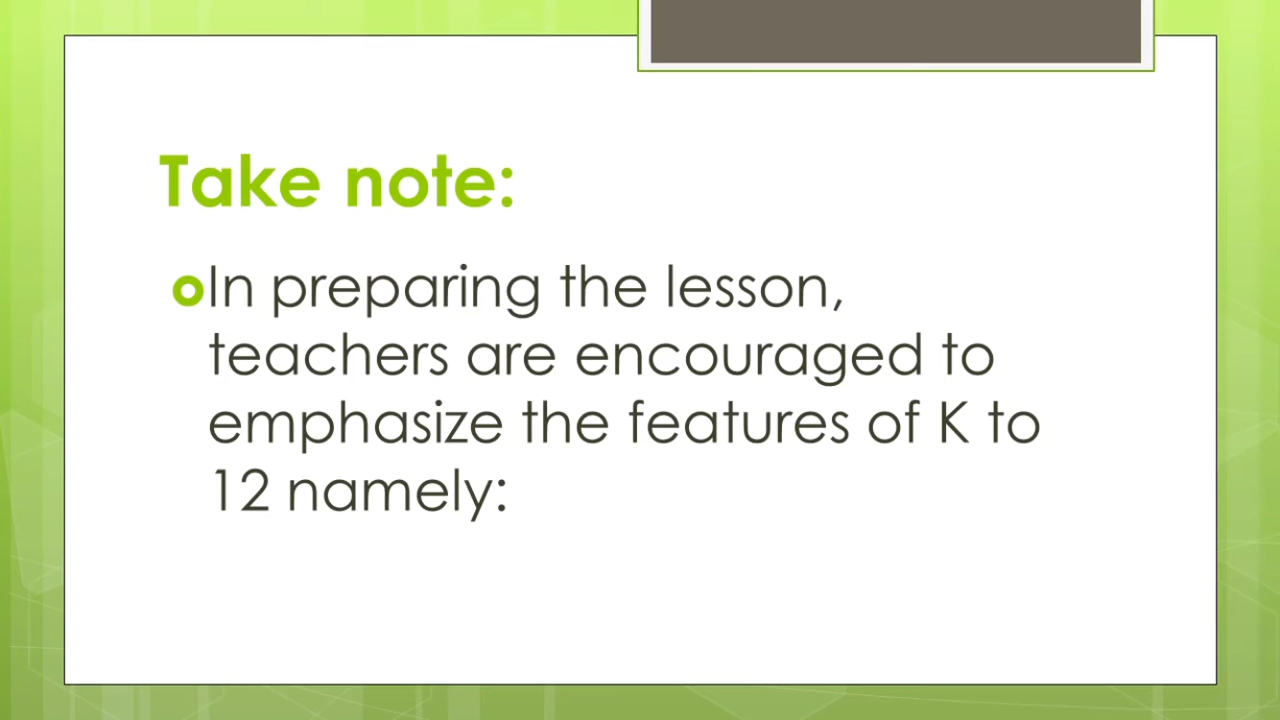 Take note:
In preparing the lesson,
teachers are encouraged to
emphasize the features of K to
12 namely: